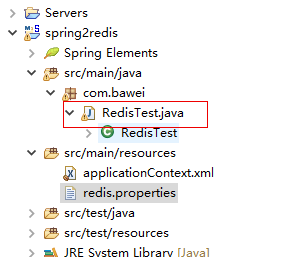 Servers
spring2redis
Spring Elements
src/main/java
com.bawei
RedisTest.java
RedisTest
src/main/resources
applicationContext.xml
redis.properties
src/test/java
src/test/resources
JRE System Library [Java]